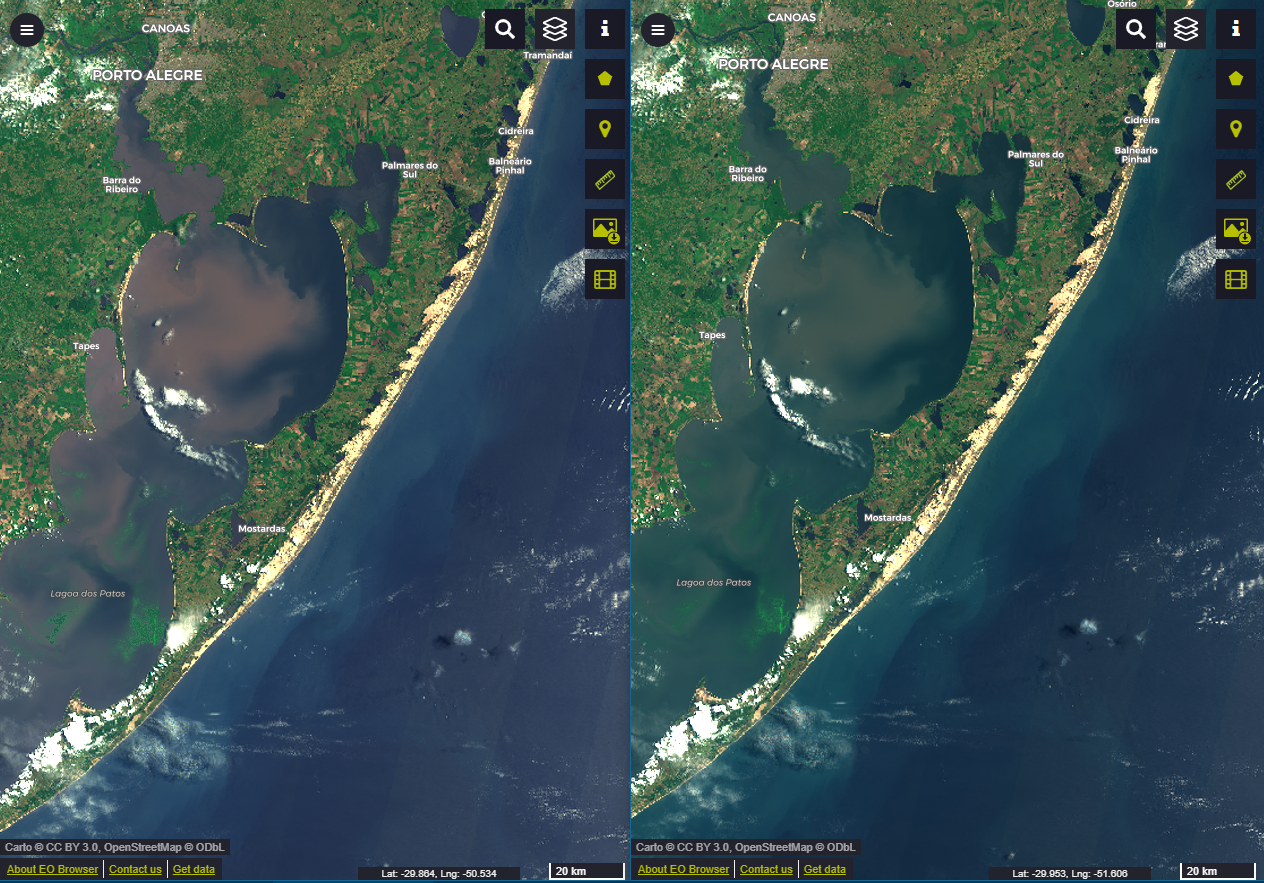 CANOAS
Tramandaí
PORTO ALEGRE
Cidreira
Palmares do
Sul
Balneário
Pinhal
Barra do
Ribeiro
Tapes
Mostardas
Lagoa dos Patos
Carto © CC BY 3.0, OpenStreetMap © ODbL
About EO Browser
Contact us
Get data
Lat: -29.864, Lng: -50.534
20 km
Osório
CANOAS
PORTO ALEGRE
Cidreira
Balneário
Pinhal
Palmares do
Sul
Barra do
Ribeiro
Tapes
Mostardas
Lagoa dos Patos
Carto © CC BY 3.0, OpenStreetMap © ODbL
About EO Browser
Contact us
Get data
Lat: -29.953, Lng: -51.606
20 km